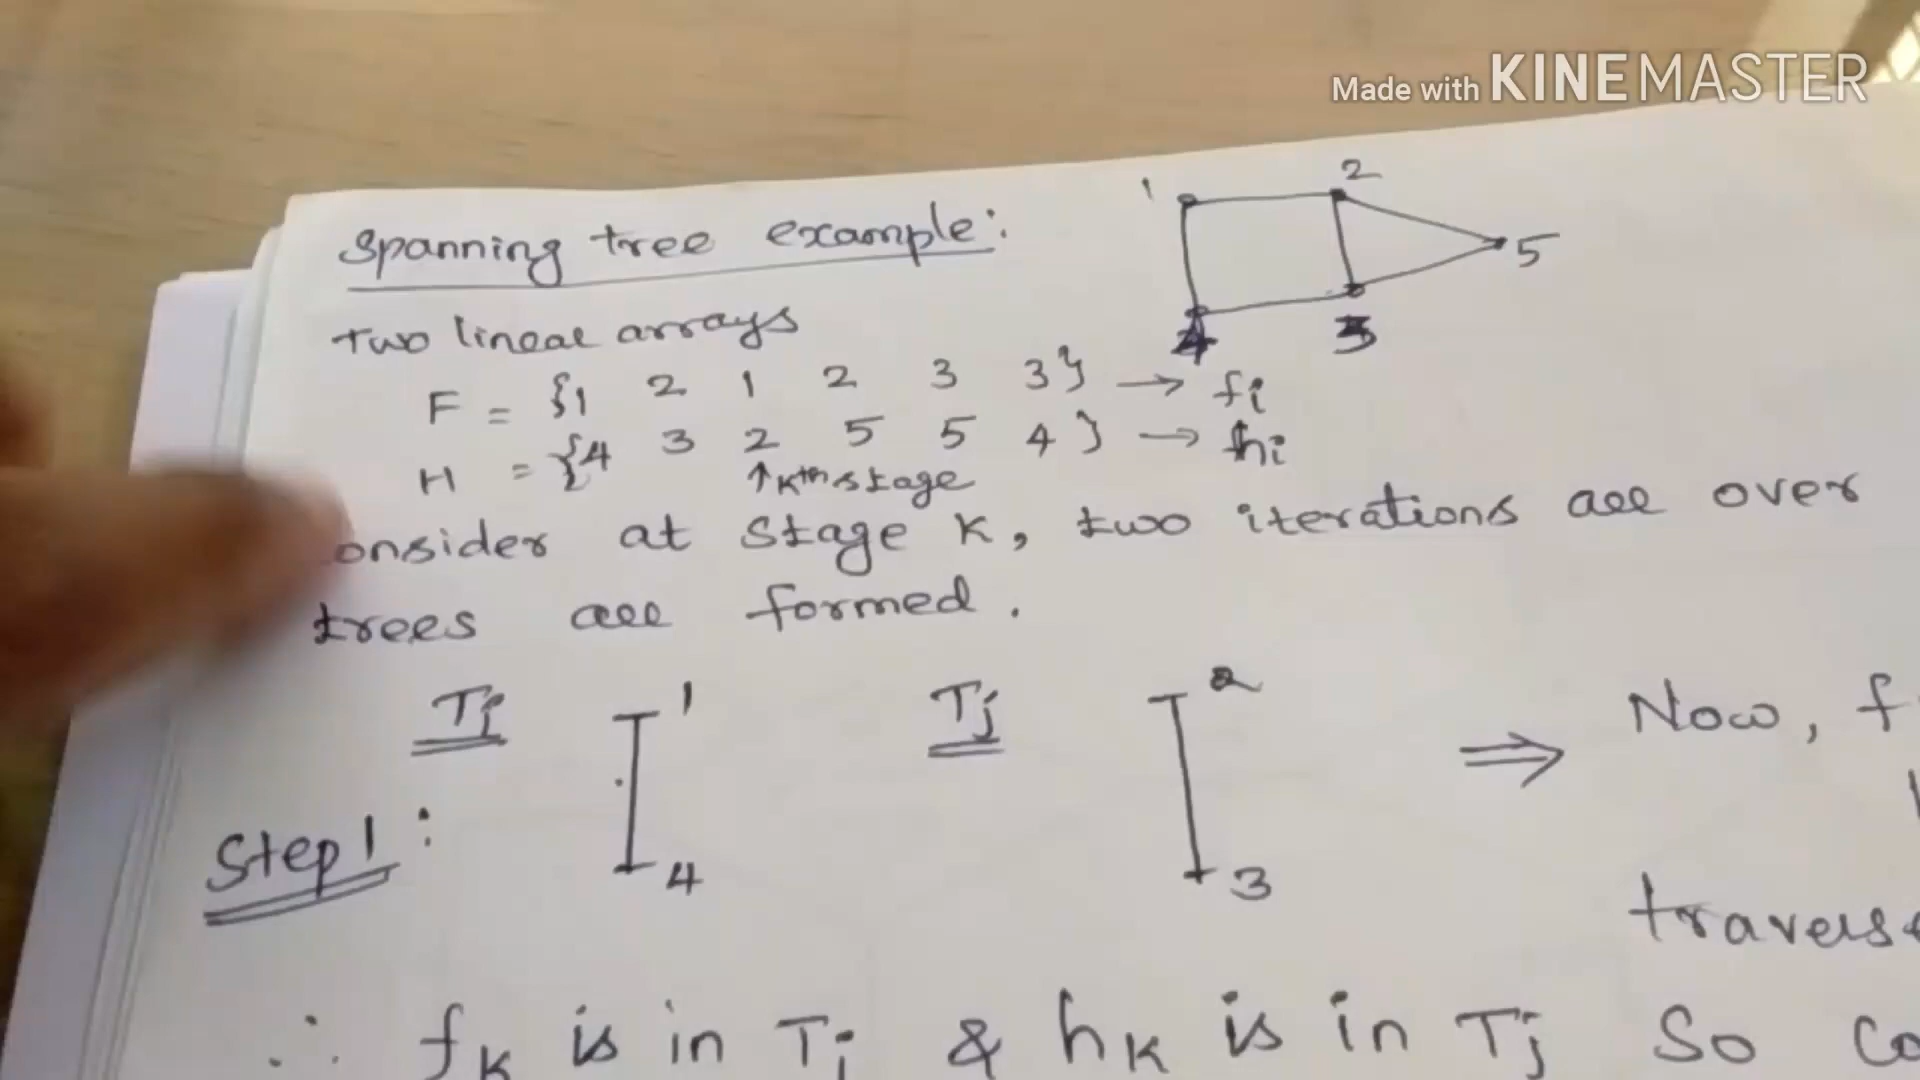 Made with KINEMASTER
Spanning tree example:
1 2
5
4 3
Two linear arrays
F = {1 2 1 2 3 3} → fi
H = {4 3 2 5 5 4} → hi
↑Kth stage
onsider at stage K, two iterations are over
trees are formed.
Ti 1 Tj 2 ⇒ Now, f
Step 1 : 4 3
travers
∴ fK is in Ti & hK is in Tj So Co